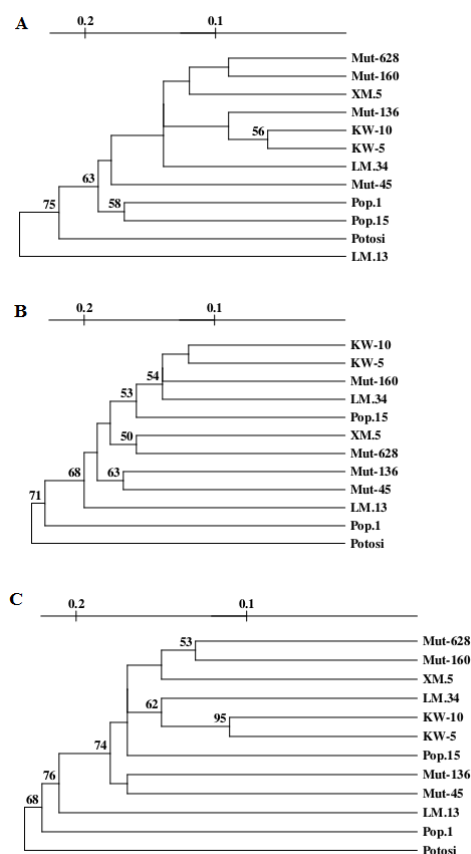 A
0.2 0.1
Mut-628
Mut-160
XM.5
Mut-136
56 KW-10
KW-5
LM.34
63 Mut-45
75 58 Pop.1
Pop.15
Potosi
LM.13
B
0.2 0.1
KW-10
KW-5
54 Mut-160
53 LM.34
Pop.15
50 XM.5
Mut-628
68 63 Mut-136
Mut-45
71 LM.13
Pop.1
Potosi
C
0.2 0.1
53 Mut-628
Mut-160
XM.5
62 LM.34
95 KW-10
KW-5
74 Pop.15
76 Mut-136
Mut-45
68 LM.13
Pop.1
Potosi